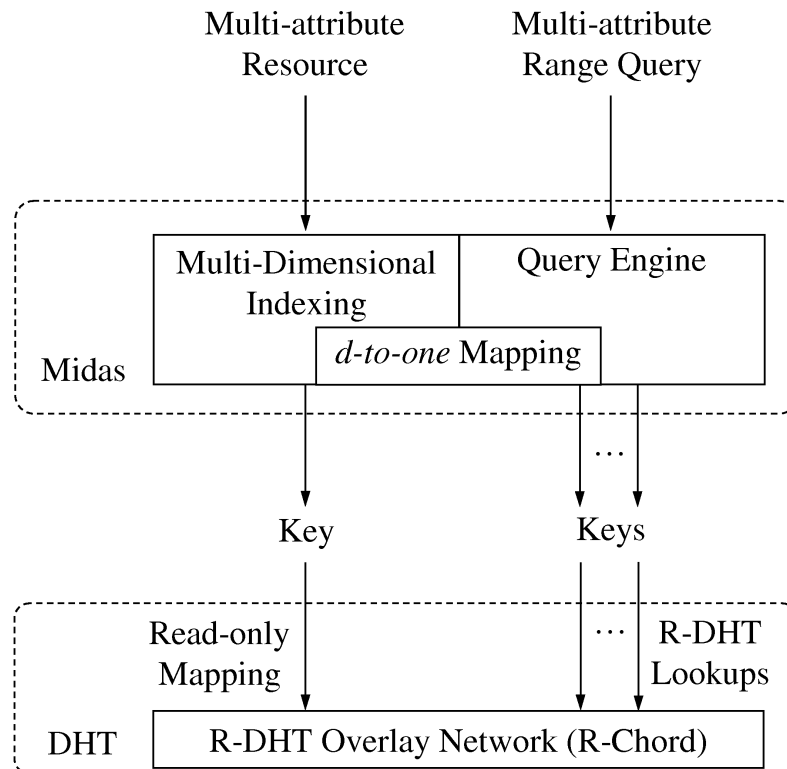 Multi-attribute
Resource
Multi-attribute
Range Query
Multi-Dimensional
Indexing
Query Engine
d-to-one Mapping
Midas
...
Key
Keys
Read-only
Mapping
...
R-DHT
Lookups
DHT
R-DHT Overlay Network (R-Chord)